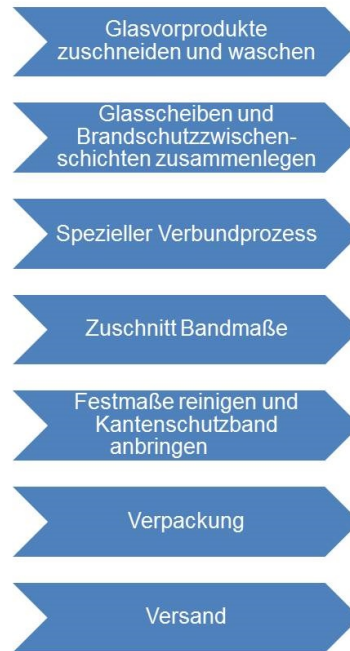 Glasvorprodukte
zuschneiden und waschen
Glasscheiben und
Brandschutzzwischen-
schichten zusammenlegen
Spezieller Verbundprozess
Zuschnitt Bandmaße
Festmaße reinigen und
Kantenschutzband
anbringen
Verpackung
Versand